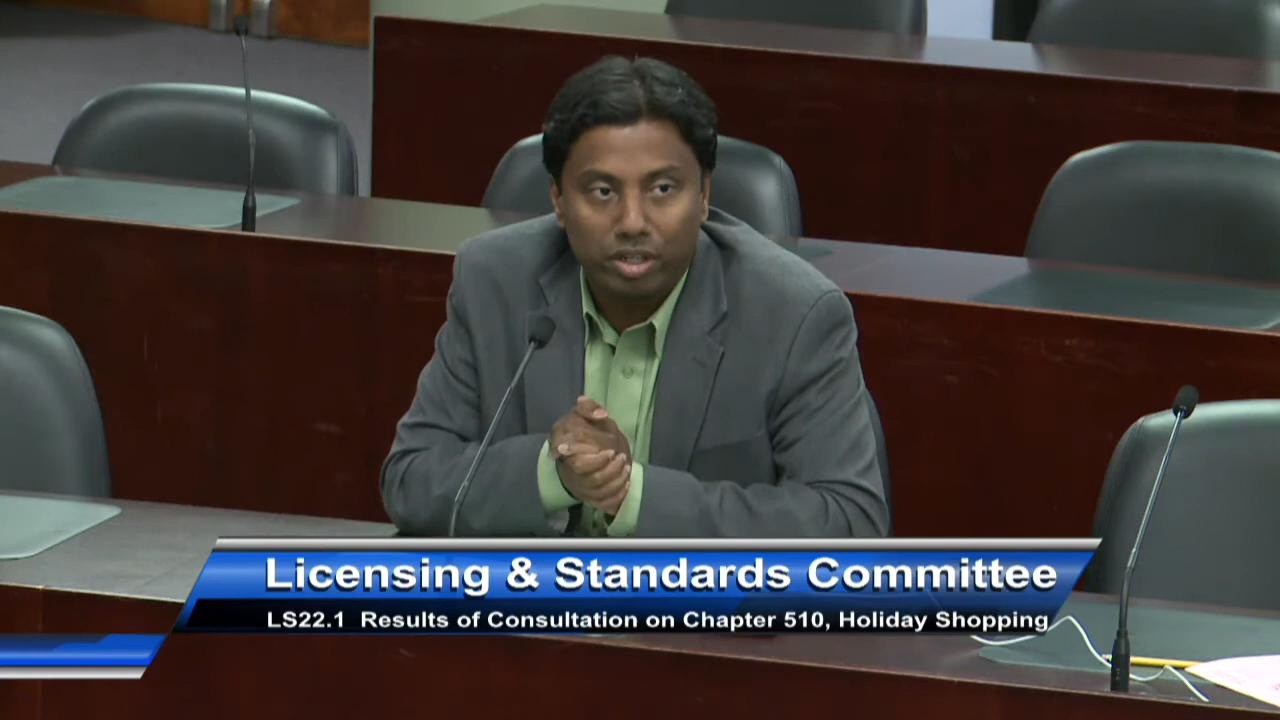 Licensing & Standards Committee
LS22.1 Results of Consultation on Chapter 510, Holiday Shopping